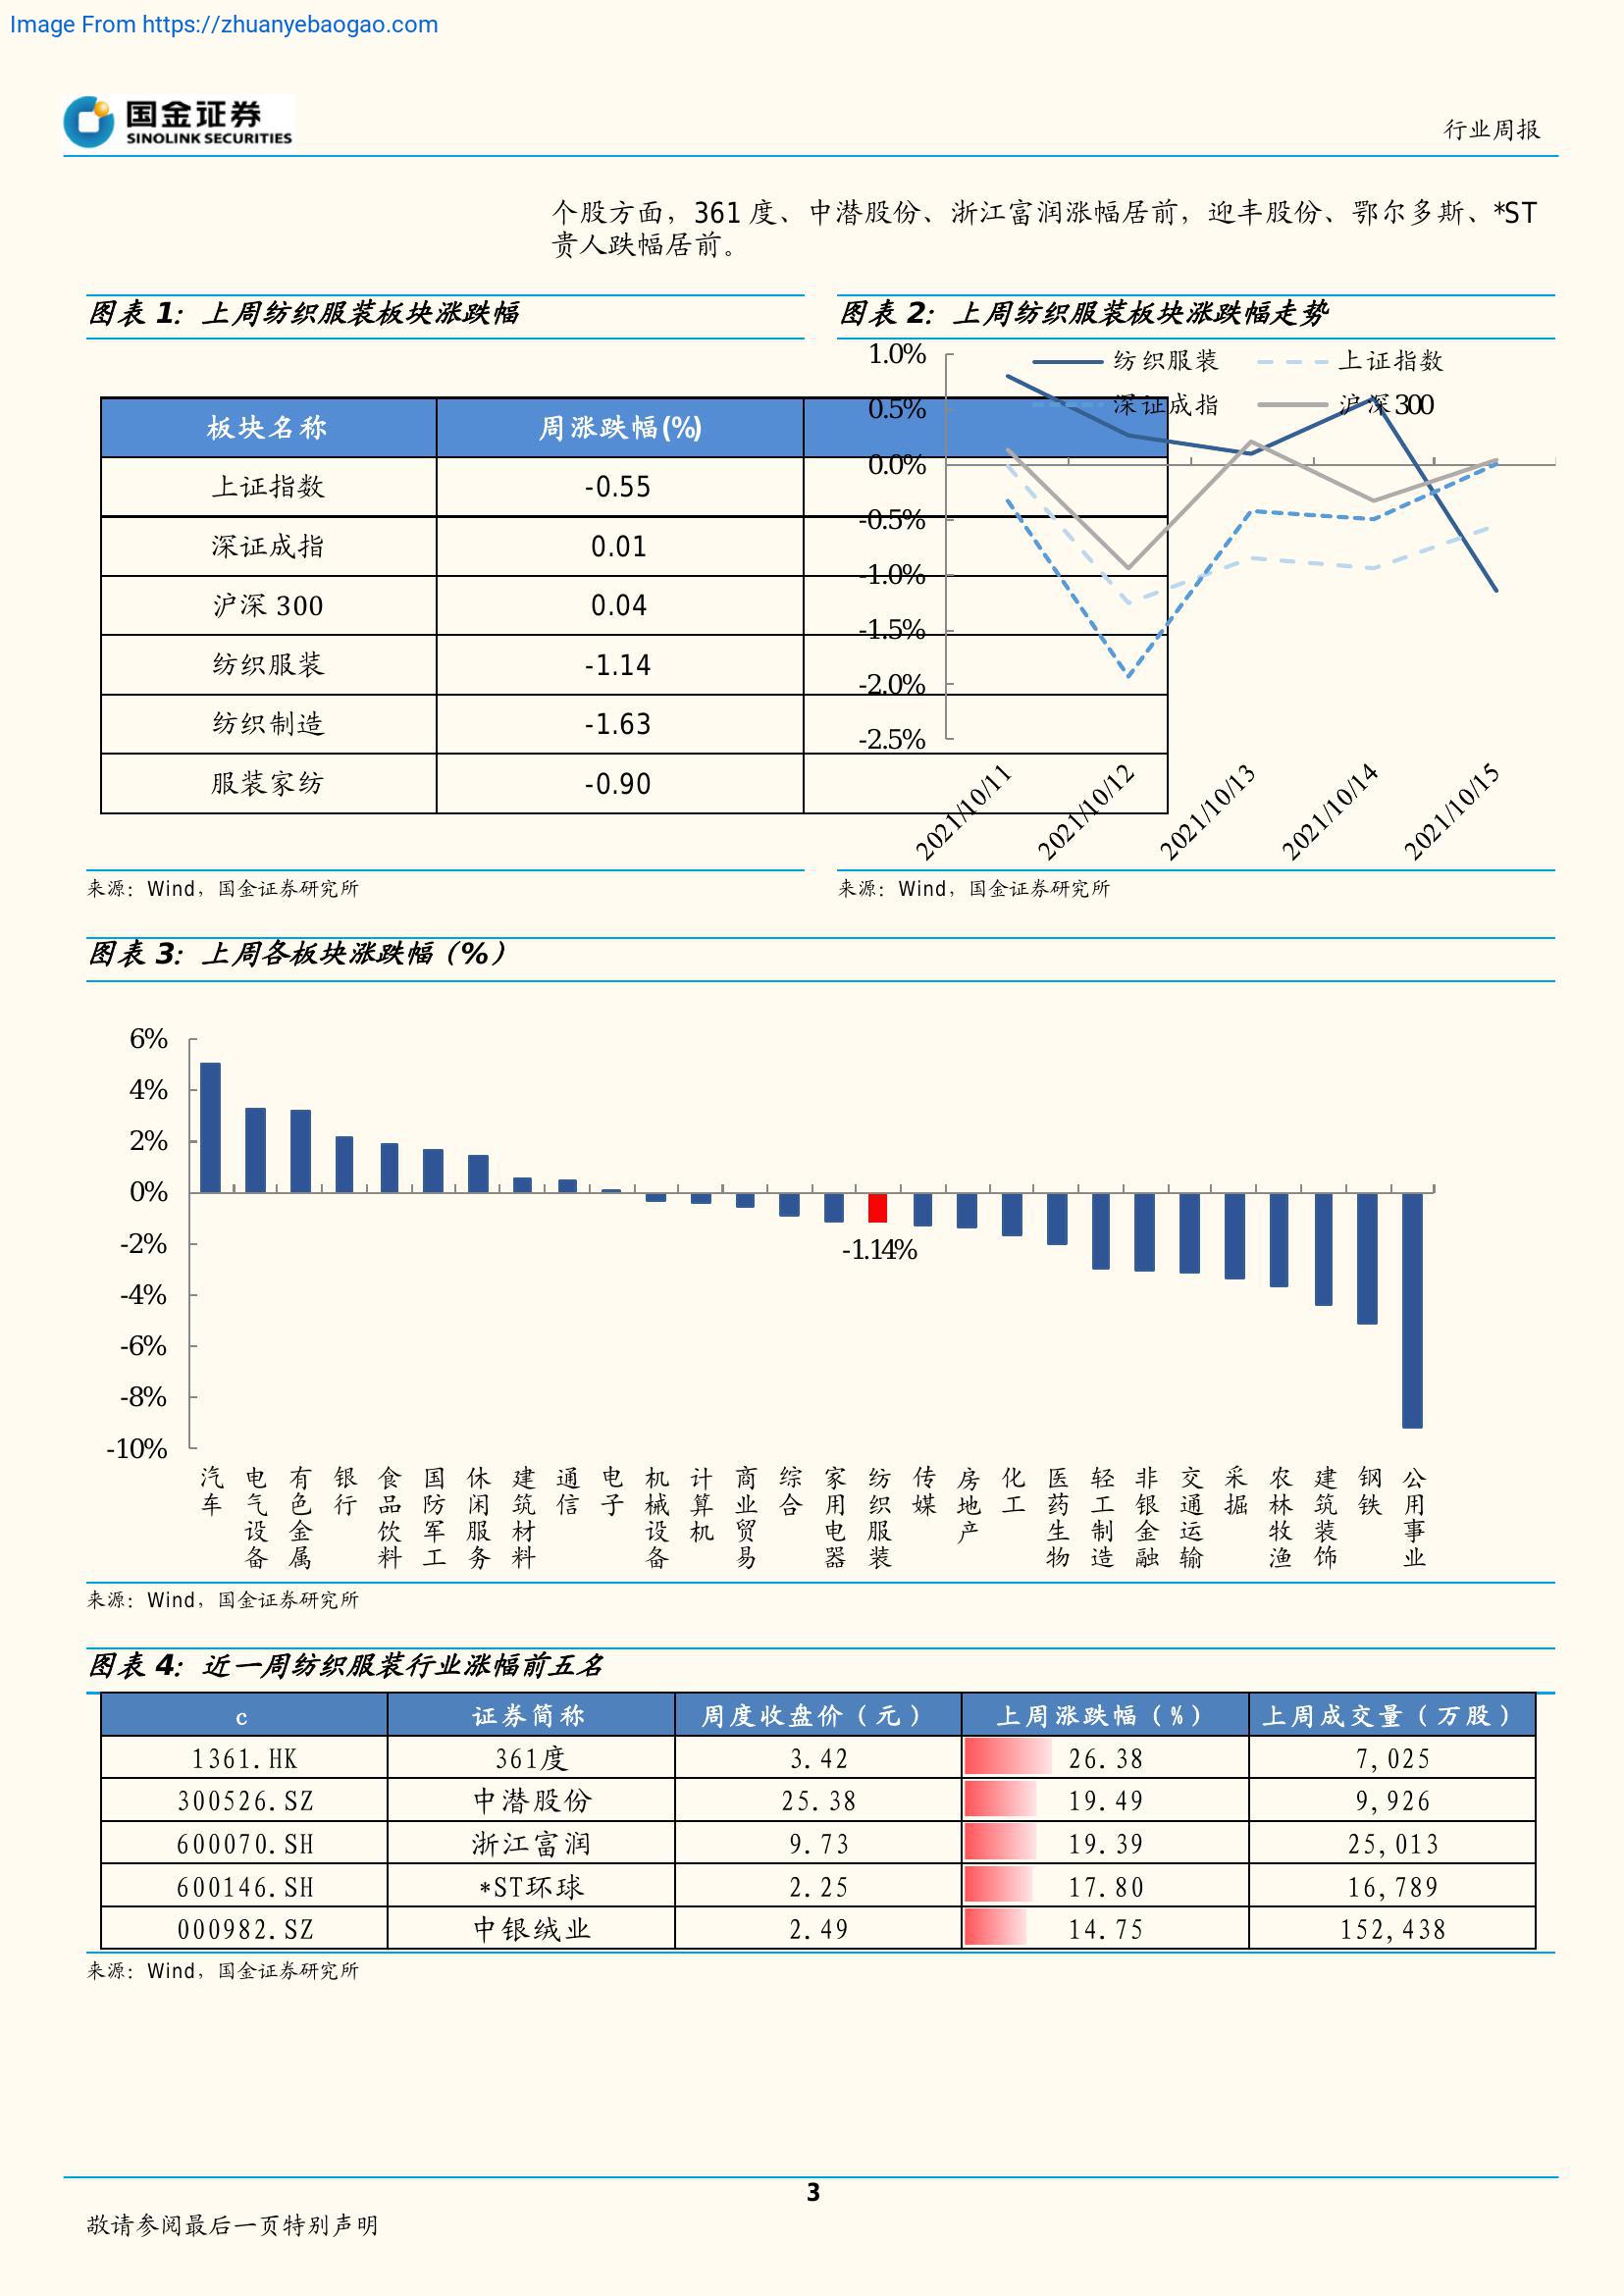 Image From https://zhuanyebaogao.com
国金证券
SINOLINK SECURITIES
行业周报
个股方面，361 度、中潜股份、浙江富润涨幅居前，迎丰股份、鄂尔多斯、*ST
贵人跌幅居前。
图表 1：上周纺织服装板块涨跌幅
板块名称 周涨跌幅(%)
上证指数 -0.55
深证成指 0.01
沪深 300 0.04
纺织服装 -1.14
纺织制造 -1.63
服装家纺 -0.90
来源：Wind，国金证券研究所
图表 2：上周纺织服装板块涨跌幅走势
纺织服装 上证指数
深证成指 沪深300
1.0%
0.5%
0.0%
-0.5%
-1.0%
-1.5%
-2.0%
-2.5%
2021/10/11 2021/10/12 2021/10/13 2021/10/14 2021/10/15
来源：Wind，国金证券研究所
图表 3：上周各板块涨跌幅（%）
6%
4%
2%
0%
-2%
-4%
-6%
-8%
-10%
-1.14%
汽车 电气设备 有色金属 银行 食品饮料 国防军工 休闲服务 建筑材料 通信 电子 机械设备 计算机 商业贸易 综合 家用电器 纺织服装 传媒 房地产 化工 医药生物 轻工制造 非银金融 交通运输 采掘 农林牧渔 建筑装饰 钢铁 公用事业
来源：Wind，国金证券研究所
图表 4：近一周纺织服装行业涨幅前五名
c 证券简称 周度收盘价（元） 上周涨跌幅（%） 上周成交量（万股）
1361.HK 361度 3.42 26.38 7,025
300526.SZ 中潜股份 25.38 19.49 9,926
600070.SH 浙江富润 9.73 19.39 25,013
600146.SH *ST环球 2.25 17.80 16,789
000982.SZ 中银绒业 2.49 14.75 152,438
来源：Wind，国金证券研究所
3
敬请参阅最后一页特别声明